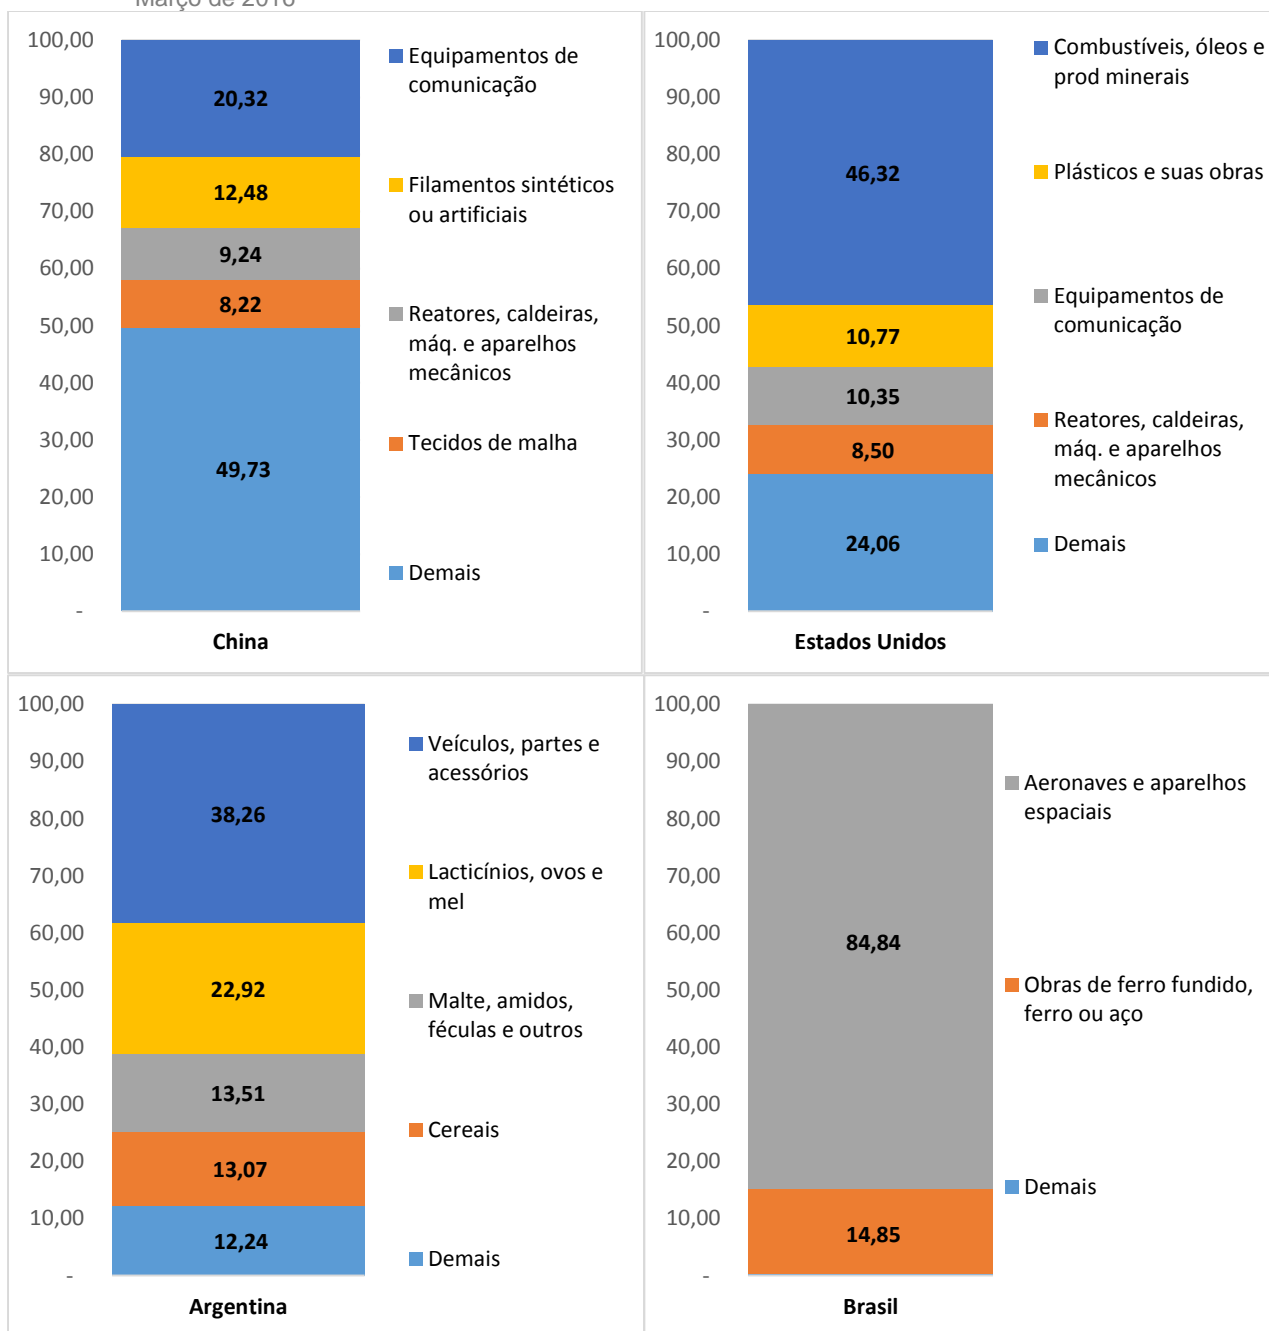 Março de 2016
100,00
90,00
80,00
70,00
60,00
50,00
40,00
30,00
20,00
10,00
-
20,32
12,48
9,24
8,22
49,73
China
Equipamentos de
comunicação
Filamentos sintéticos
ou artificiais
Reatores, caldeiras,
máq. e aparelhos
mecânicos
Tecidos de malha
Demais
100,00
90,00
80,00
70,00
60,00
50,00
40,00
30,00
20,00
10,00
-
46,32
10,77
10,35
8,50
24,06
Estados Unidos
Combustíveis, óleos e
prod minerais
Plásticos e suas obras
Equipamentos de
comunicação
Reatores, caldeiras,
máq. e aparelhos
mecânicos
Demais
100,00
90,00
80,00
70,00
60,00
50,00
40,00
30,00
20,00
10,00
-
38,26
22,92
13,51
13,07
12,24
Argentina
Veículos, partes e
acessórios
Lacticínios, ovos e
mel
Malte, amidos,
féculas e outros
Cereais
Demais
100,00
90,00
80,00
70,00
60,00
50,00
40,00
30,00
20,00
10,00
-
84,84
14,85
Brasil
Aeronaves e aparelhos
espaciais
Obras de ferro fundido,
ferro ou aço
Demais